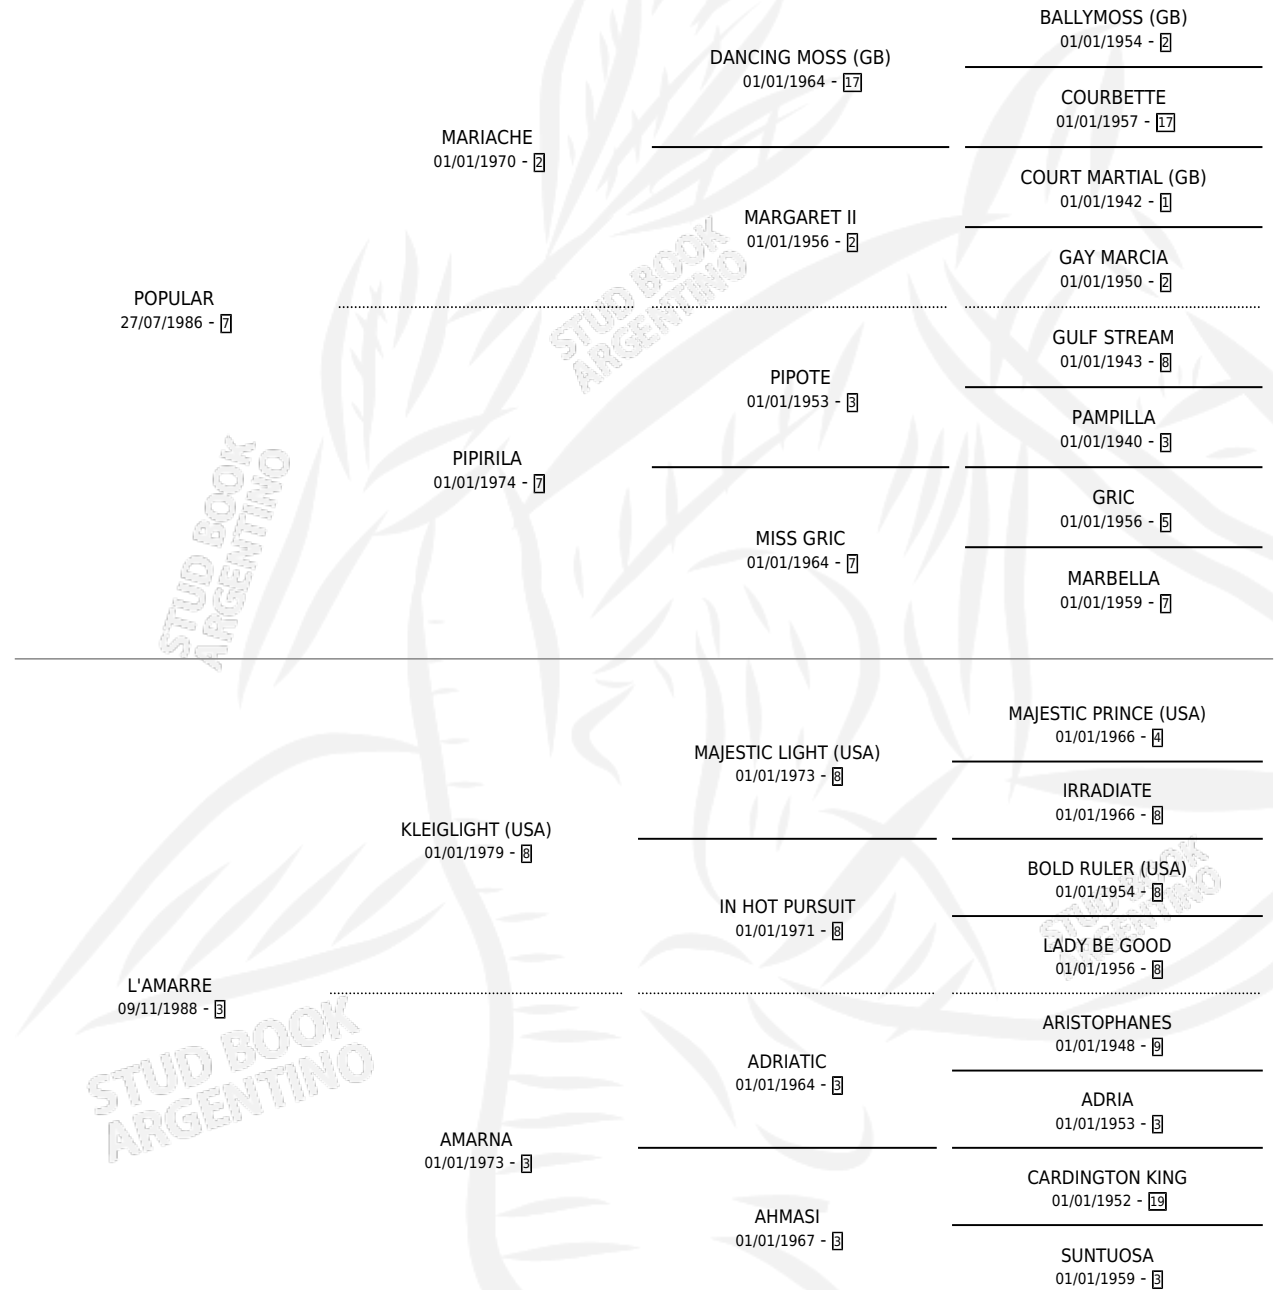 BALLYMOSS (GB)
01/01/1954 - 2
DANCING MOSS (GB)
01/01/1964 - 17
COURBETTE
01/01/1957 - 17
MARIACHE
01/01/1970 - 2
COURT MARTIAL (GB)
01/01/1942 - 1
MARGARET II
01/01/1956 - 2
GAY MARCIA
01/01/1950 - 2
POPULAR
27/07/1986 - 7
GULF STREAM
01/01/1943 - 8
PIPOTE
01/01/1953 - 3
PAMPILLA
01/01/1940 - 3
PIPIRILA
01/01/1974 - 7
GRIC
01/01/1956 - 5
MISS GRIC
01/01/1964 - 7
MARBELLA
01/01/1959 - 7
MAJESTIC PRINCE (USA)
01/01/1966 - 4
MAJESTIC LIGHT (USA)
01/01/1973 - 8
IRRADIATE
01/01/1966 - 8
KLEIGLIGHT (USA)
01/01/1979 - 8
BOLD RULER (USA)
01/01/1954 - 8
IN HOT PURSUIT
01/01/1971 - 8
LADY BE GOOD
01/01/1956 - 8
L'AMARRE
09/11/1988 - 3
ARISTOPHANES
01/01/1948 - 9
ADRIATIC
01/01/1964 - 3
ADRIA
01/01/1953 - 3
AMARNA
01/01/1973 - 3
CARDINGTON KING
01/01/1952 - 19
AHMASI
01/01/1967 - 3
SUNTUOSA
01/01/1959 - 3
STUD BOOK
ARGENTINO
STUD BOOK
ARGENTINO
STUD BOOK
ARGENTINO
STUD BOOK
ARGENTINO